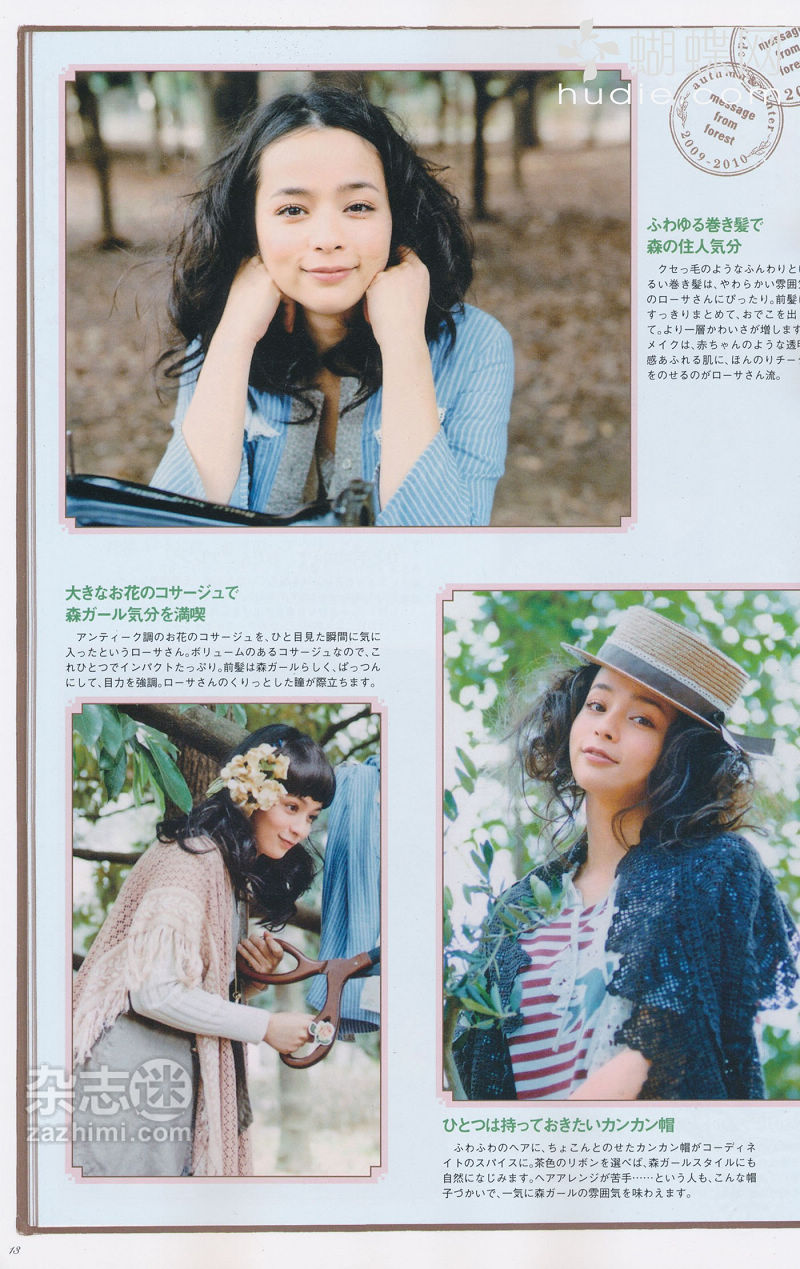 蝴蝶网
hudie.com
autumn&winter
message
from
forest
2009-2010
message
from
ふわゆる巻き髪で
森の住人気分
クセっ毛のようなふんわりと
るい巻き髪は、やわらかい雰囲
のローサさんにぴったり。前髪
すっきりまとめて、おでこを出
て。より一層かわいさが増します
メイクは、赤ちゃんのような透
感あふれる肌に、ほんのりチー
をのせるのがローサさん流。
大きなお花のコサージュで
森ガール気分を満喫
アンティーク調のお花のコサージュを、ひと目見た瞬間に気に
入ったというローサさん。ボリュームのあるコサージュなので、こ
れひとつでインパクトたっぷり。前髪は森ガールらしく、ぱっつん
にして、目力を強調。ローサさんのくりっとした瞳が際立ちます。
ひとつは持っておきたいカンカン帽
ふわふわのヘアに、ちょこんとのせたカンカン帽がコーディネ
イトのスパイスに。茶色のリボンを選べば、森ガールスタイルにも
自然になじみます。ヘアアレンジが苦手……という人も、こんな帽
子づかいで、一気に森ガールの雰囲気を味わえます。
杂志迷
zazhimi.com
13